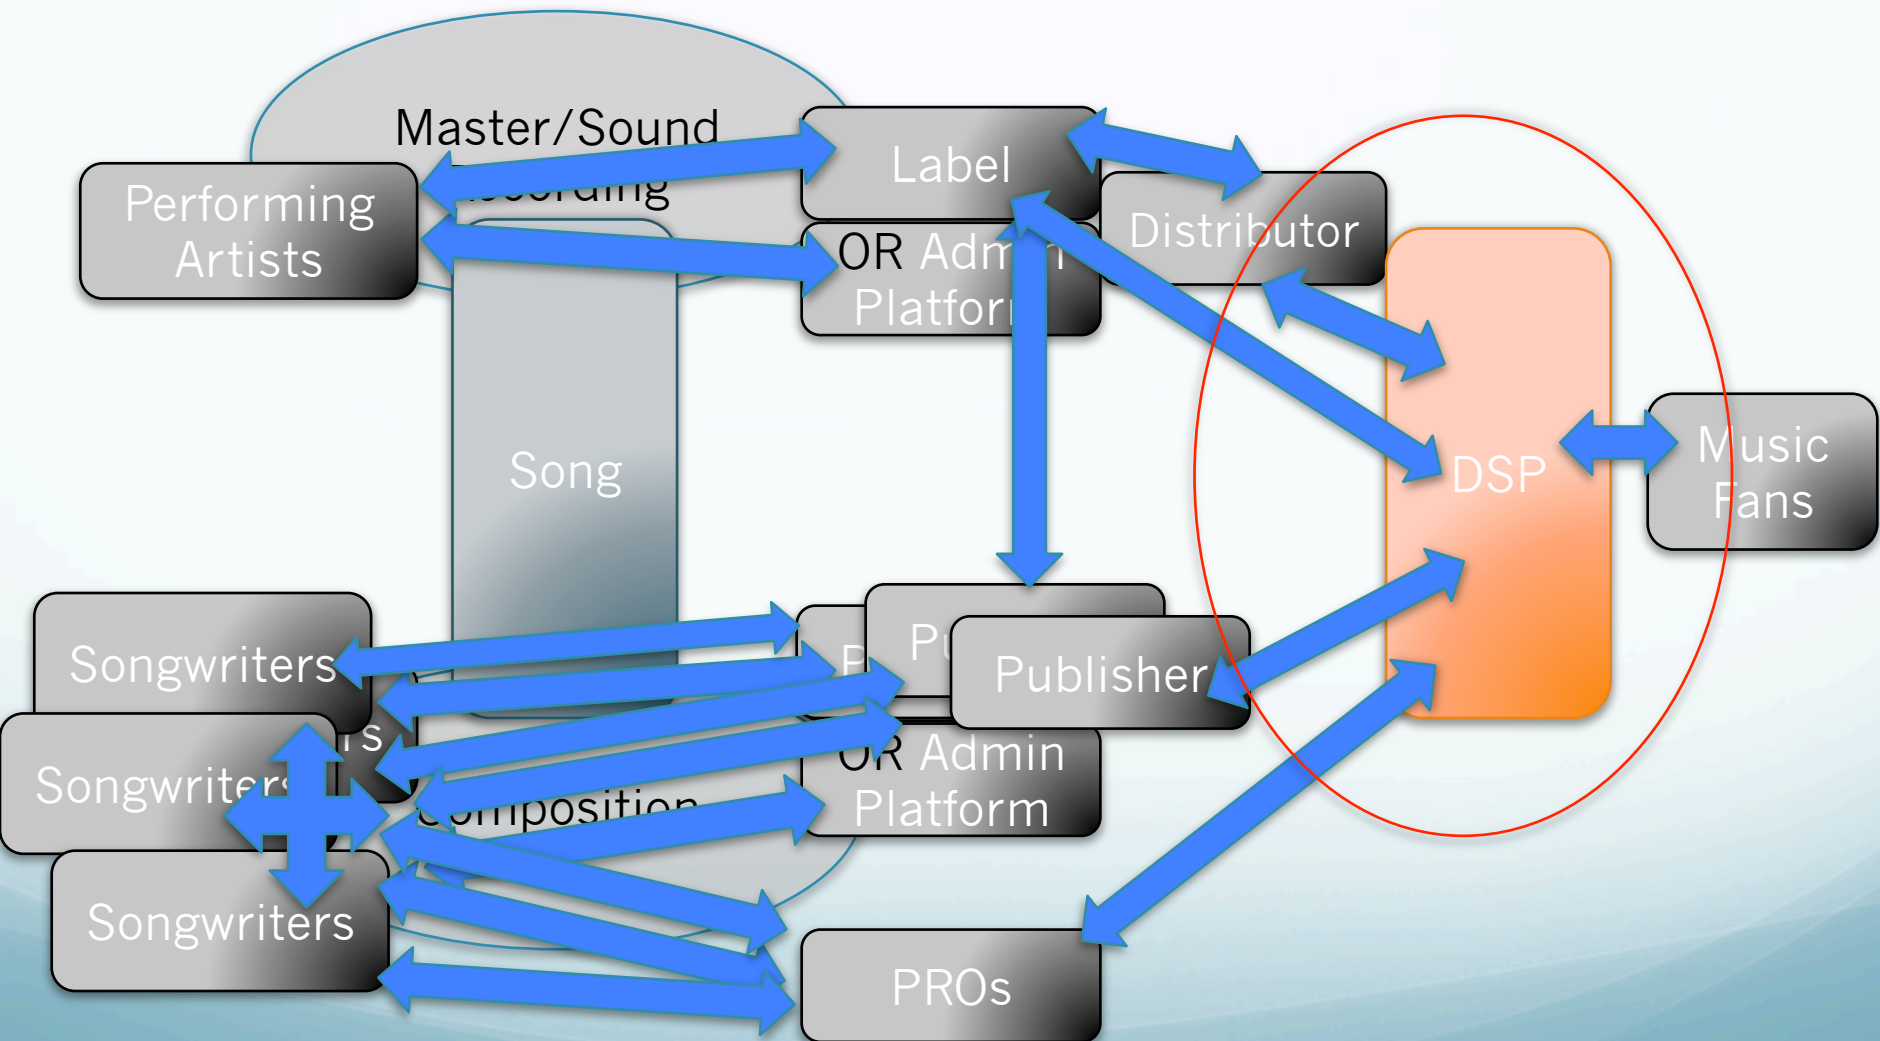 Master/Sound
Performing
Artists
Label
OR Admin
Platform
Distributor
Song
DSP
Music
Fans
Songwriters
Songwriters
Songwriters
Publisher
OR Admin
Platform
Composition
PROs